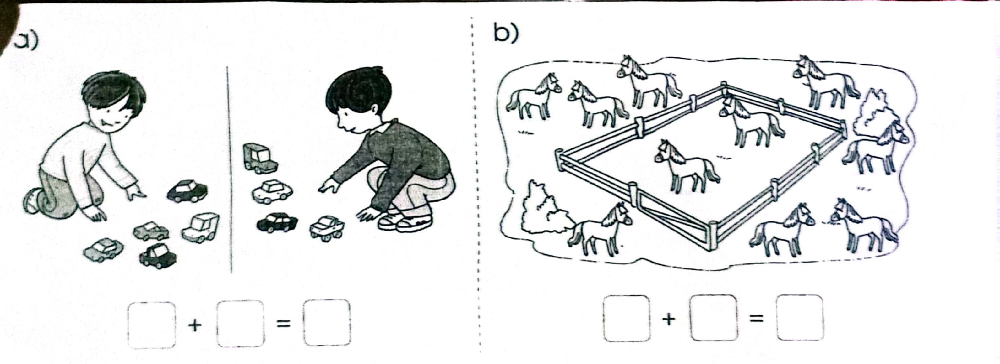 a)
b)
+ =
+ =